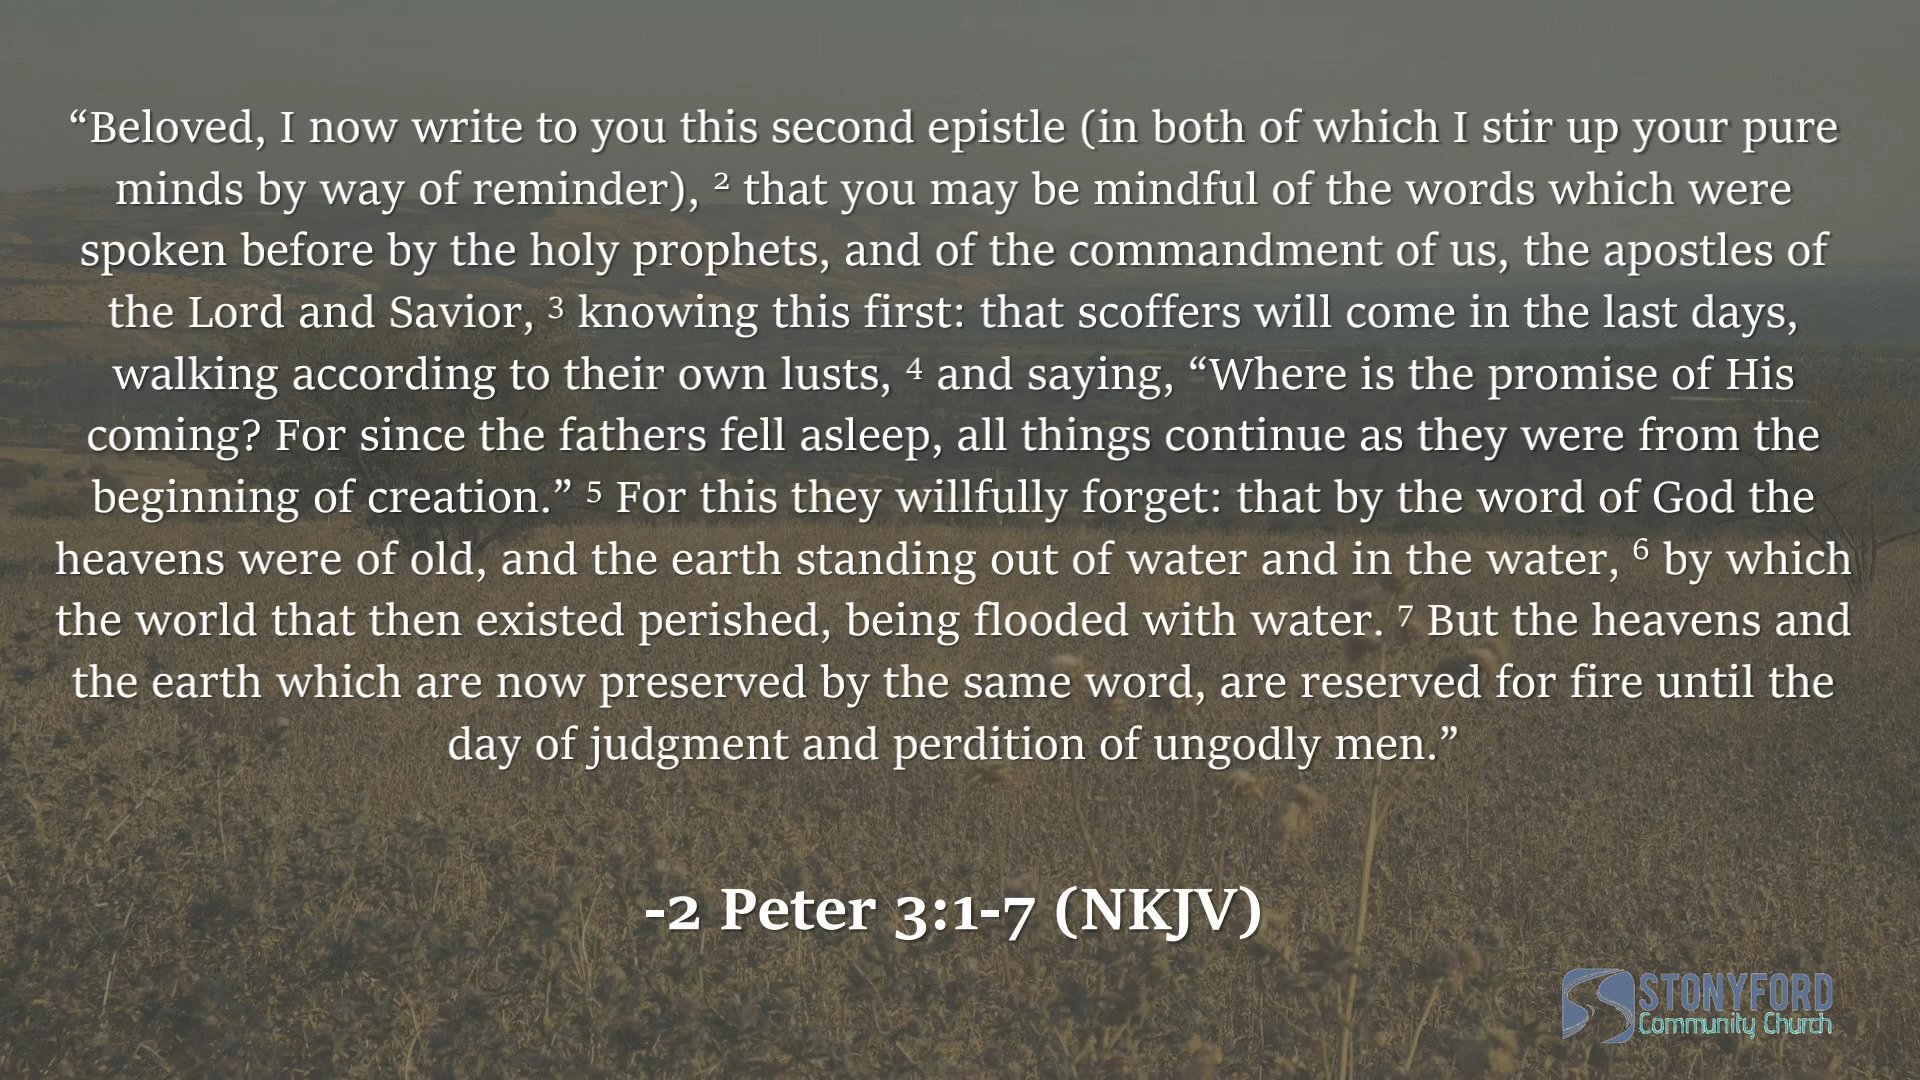 “Beloved, I now write to you this second epistle (in both of which I stir up your pure
minds by way of reminder), ² that you may be mindful of the words which were
spoken before by the holy prophets, and of the commandment of us, the apostles of
the Lord and Savior, ³ knowing this first: that scoffers will come in the last days,
walking according to their own lusts, ⁴ and saying, “Where is the promise of His
coming? For since the fathers fell asleep, all things continue as they were from the
beginning of creation.” ⁵ For this they willfully forget: that by the word of God the
heavens were of old, and the earth standing out of water and in the water, ⁶ by which
the world that then existed perished, being flooded with water. ⁷ But the heavens and
the earth which are now preserved by the same word, are reserved for fire until the
day of judgment and perdition of ungodly men.”
-2 Peter 3:1-7 (NKJV)
STONYFORD
Community Church